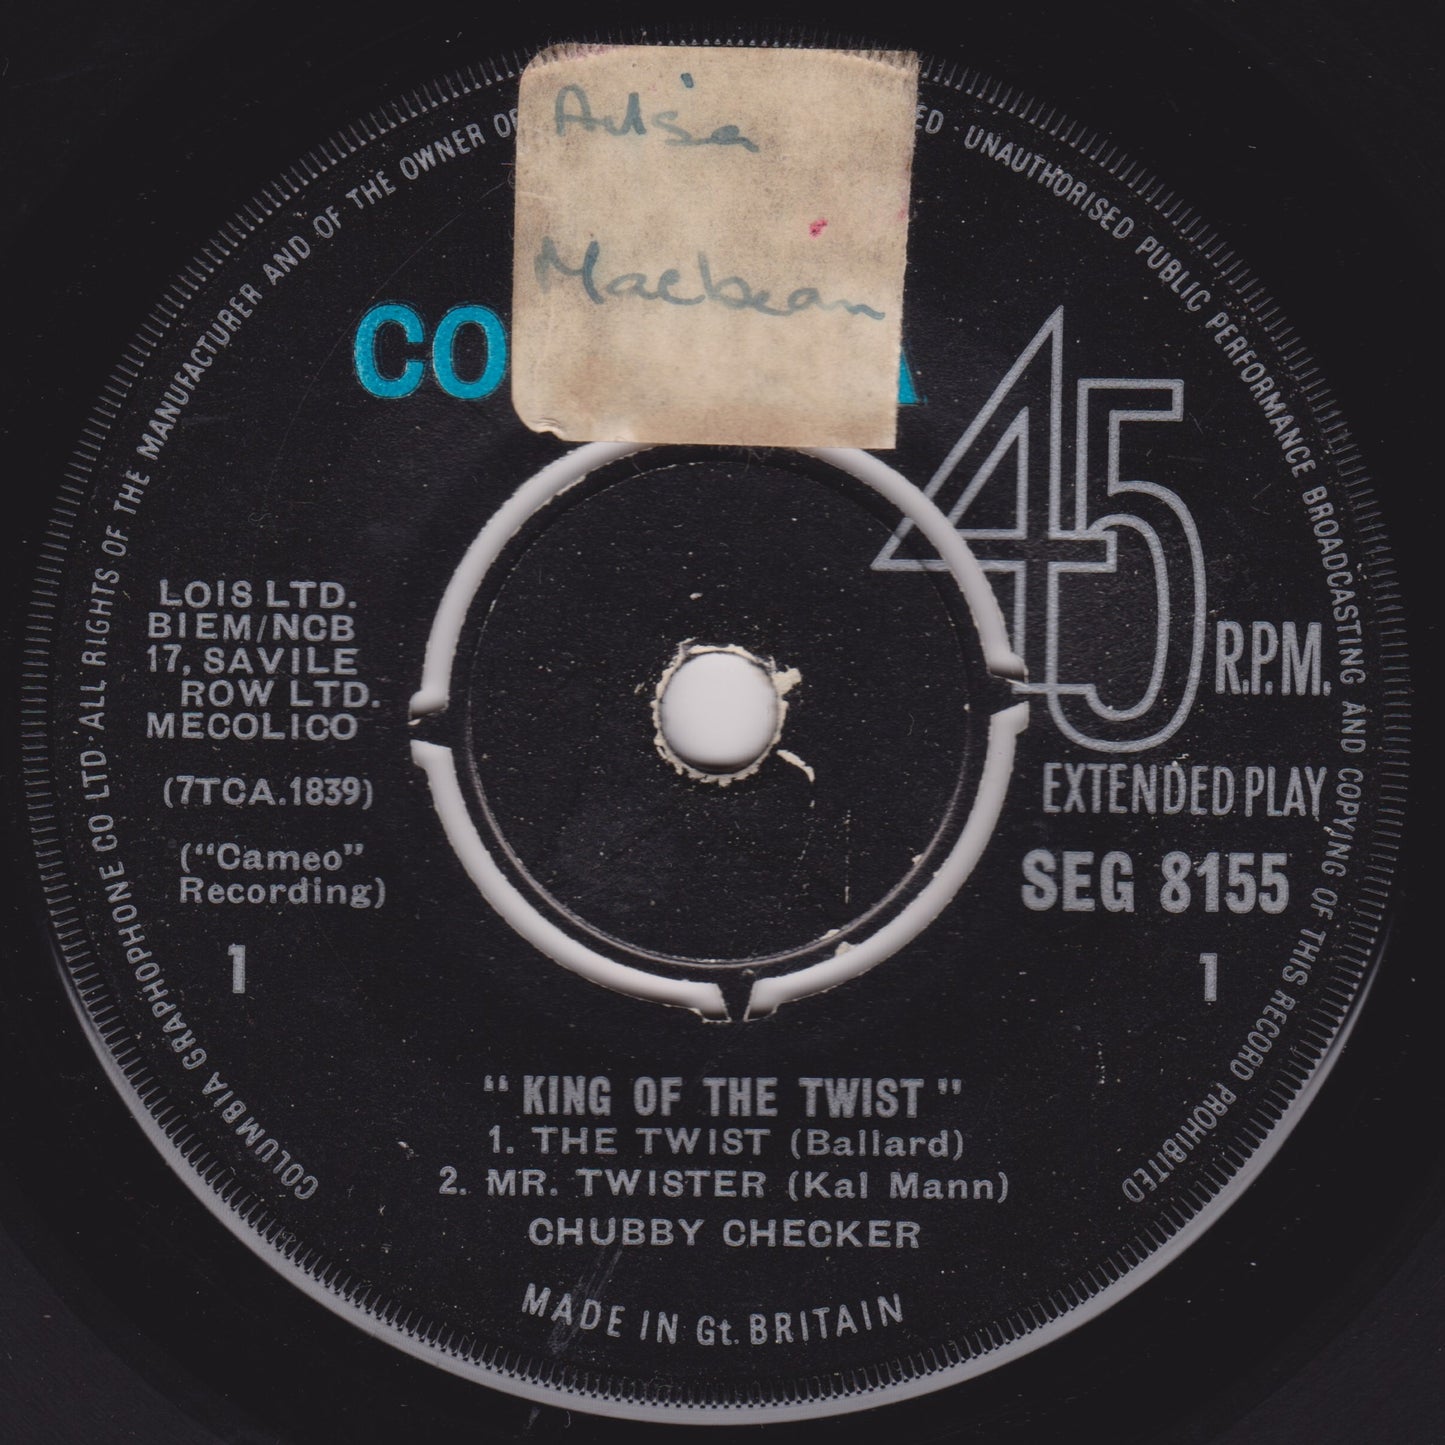 Ailsa
Macbean
CO
A
45
R.P.M.
EXTENDED PLAY
SEG 8155
1
LOIS LTD.
BIEM/NCB
17, SAVILE
ROW LTD.
MECOLICO
(7TCA.1839)
("Cameo"
Recording)
1
"KING OF THE TWIST"
1. THE TWIST (Ballard)
2. MR. TWISTER (Kal Mann)
CHUBBY CHECKER
MADE IN Gt. BRITAIN
COLUMBIA GRAPHOPHONE CO LTD · ALL RIGHTS OF THE MANUFACTURER AND OF THE OWNER OF
ED · UNAUTHORISED PUBLIC PERFORMANCE BROADCASTING AND COPYING OF THIS RECORD PROHIBITED